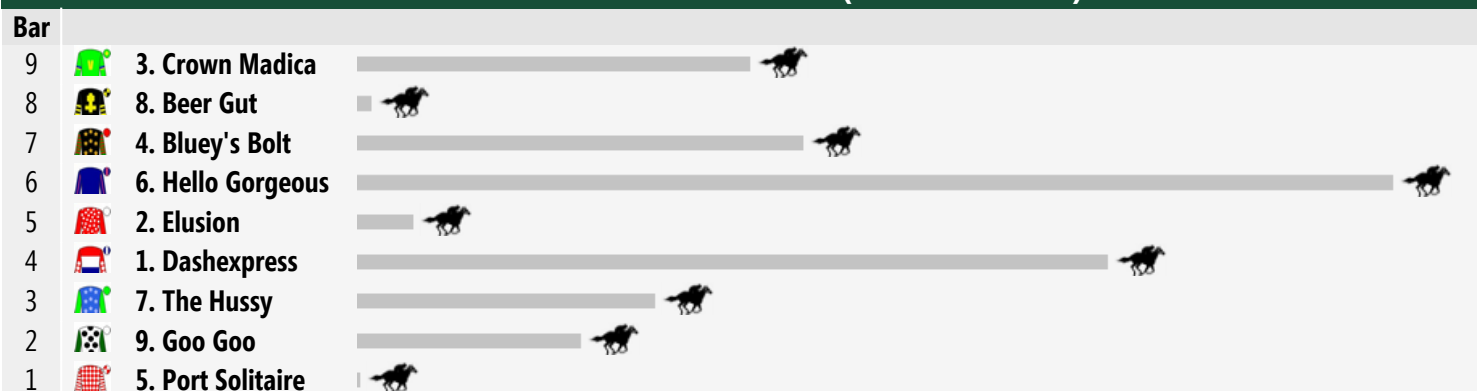 Bar
9 3. Crown Madica
8 8. Beer Gut
7 4. Bluey's Bolt
6 6. Hello Gorgeous
5 2. Elusion
4 1. Dashexpress
3 7. The Hussy
2 9. Goo Goo
1 5. Port Solitaire